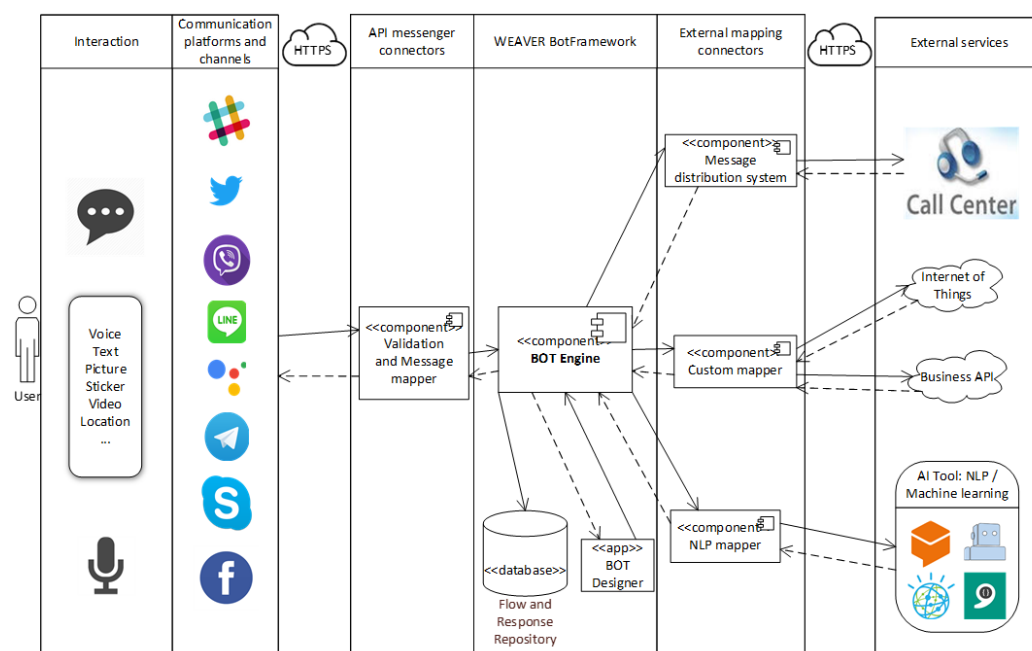 Interaction
Communication
platforms and
channels
HTTPS
API messenger
connectors
WEAVER BotFramework
External mapping
connectors
HTTPS
External services
User
Voice
Text
Picture
Sticker
Video
Location
...
LINE
S
f
<<component>>
Validation
and Message
mapper
<<component>>
BOT Engine
<<database>>
Flow and
Response
Repository
<<app>>
BOT
Designer
<<component>>
Message
distribution system
<<component>>
Custom mapper
<<component>>
NLP mapper
Call Center
Internet of
Things
Business API
AI Tool: NLP /
Machine learning